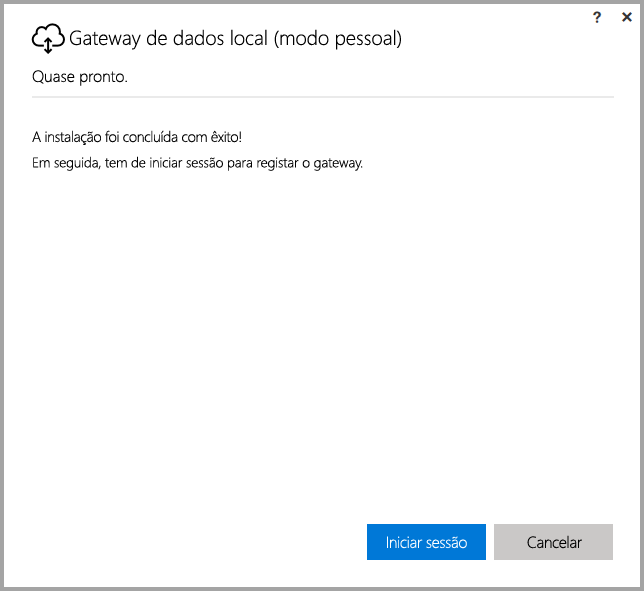 ?
×
Gateway de dados local (modo pessoal)
Quase pronto.
A instalação foi concluída com êxito!
Em seguida, tem de iniciar sessão para registar o gateway.
Iniciar sessão
Cancelar